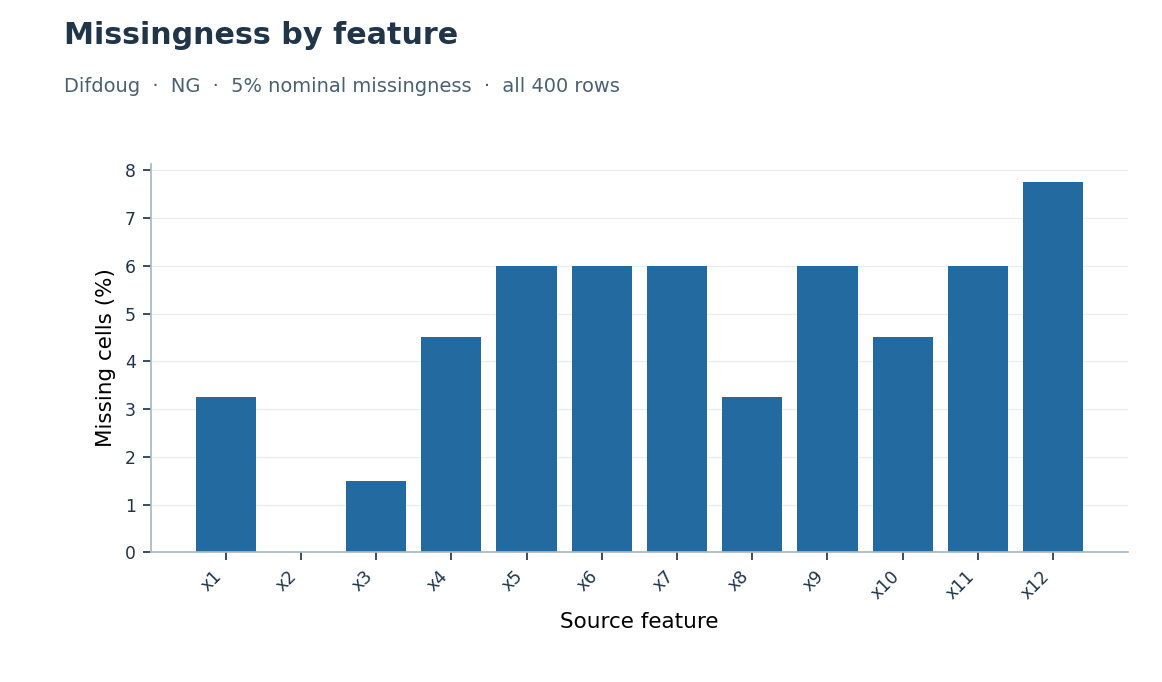 Missingness by feature
Difdoug · NG · 5% nominal missingness · all 400 rows
8
7
6
5
4
3
2
1
0
Missing cells (%)
x1 x2 x3 x4 x5 x6 x7 x8 x9 x10 x11 x12
Source feature